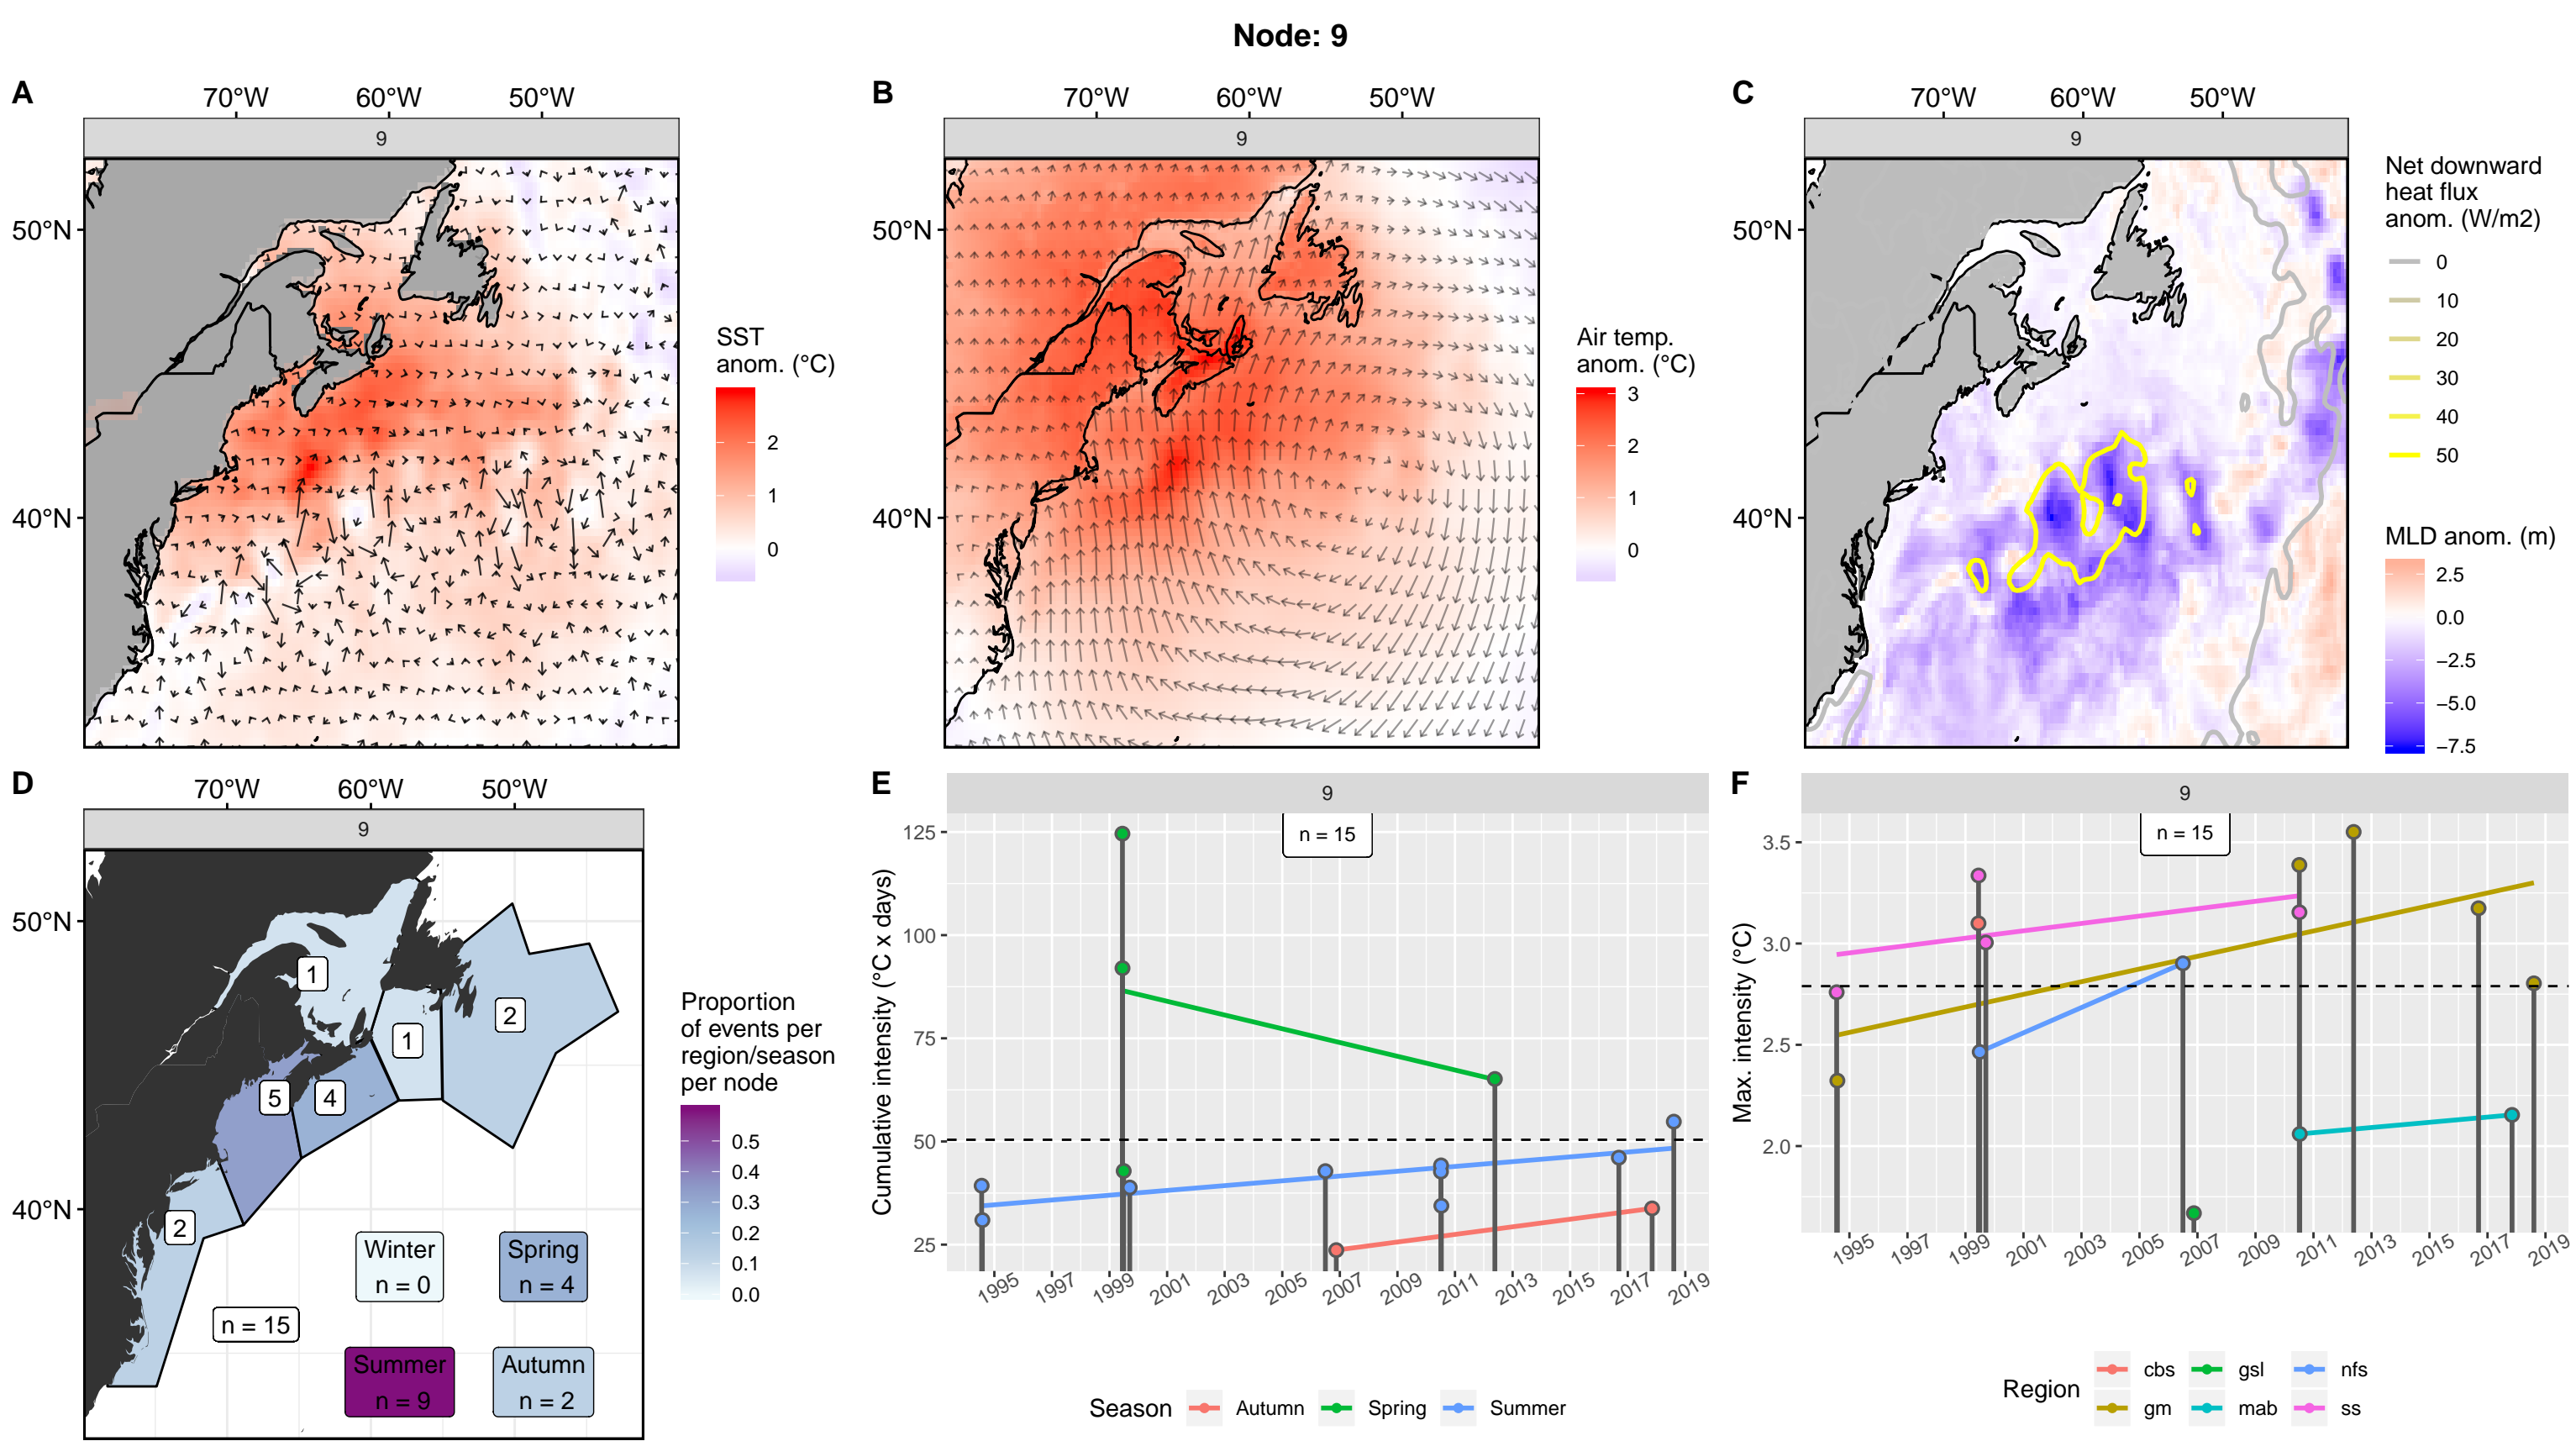 Node: 9
A
70°W 60°W 50°W
9
50°N
40°N
SST
anom. (°C)
2
1
0
B
70°W 60°W 50°W
9
50°N
40°N
Air temp.
anom. (°C)
3
2
1
0
C
70°W 60°W 50°W
9
50°N
40°N
Net downward
heat flux
anom. (W/m2)
0
10
20
30
40
50
MLD anom. (m)
2.5
0.0
−2.5
−5.0
−7.5
D
70°W 60°W 50°W
9
50°N
40°N
1
1
2
5
4
2
n = 15
Winter
n = 0
Spring
n = 4
Summer
n = 9
Autumn
n = 2
Proportion
of events per
region/season
per node
0.5
0.4
0.3
0.2
0.1
0.0
E
9
n = 15
Cumulative intensity (°C x days)
125
100
75
50
25
1995 1997 1999 2001 2003 2005 2007 2009 2011 2013 2015 2017 2019
Season Autumn Spring Summer
F
9
n = 15
Max. intensity (°C)
3.5
3.0
2.5
2.0
1995 1997 1999 2001 2003 2005 2007 2009 2011 2013 2015 2017 2019
Region
cbs gsl nfs
gm mab ss